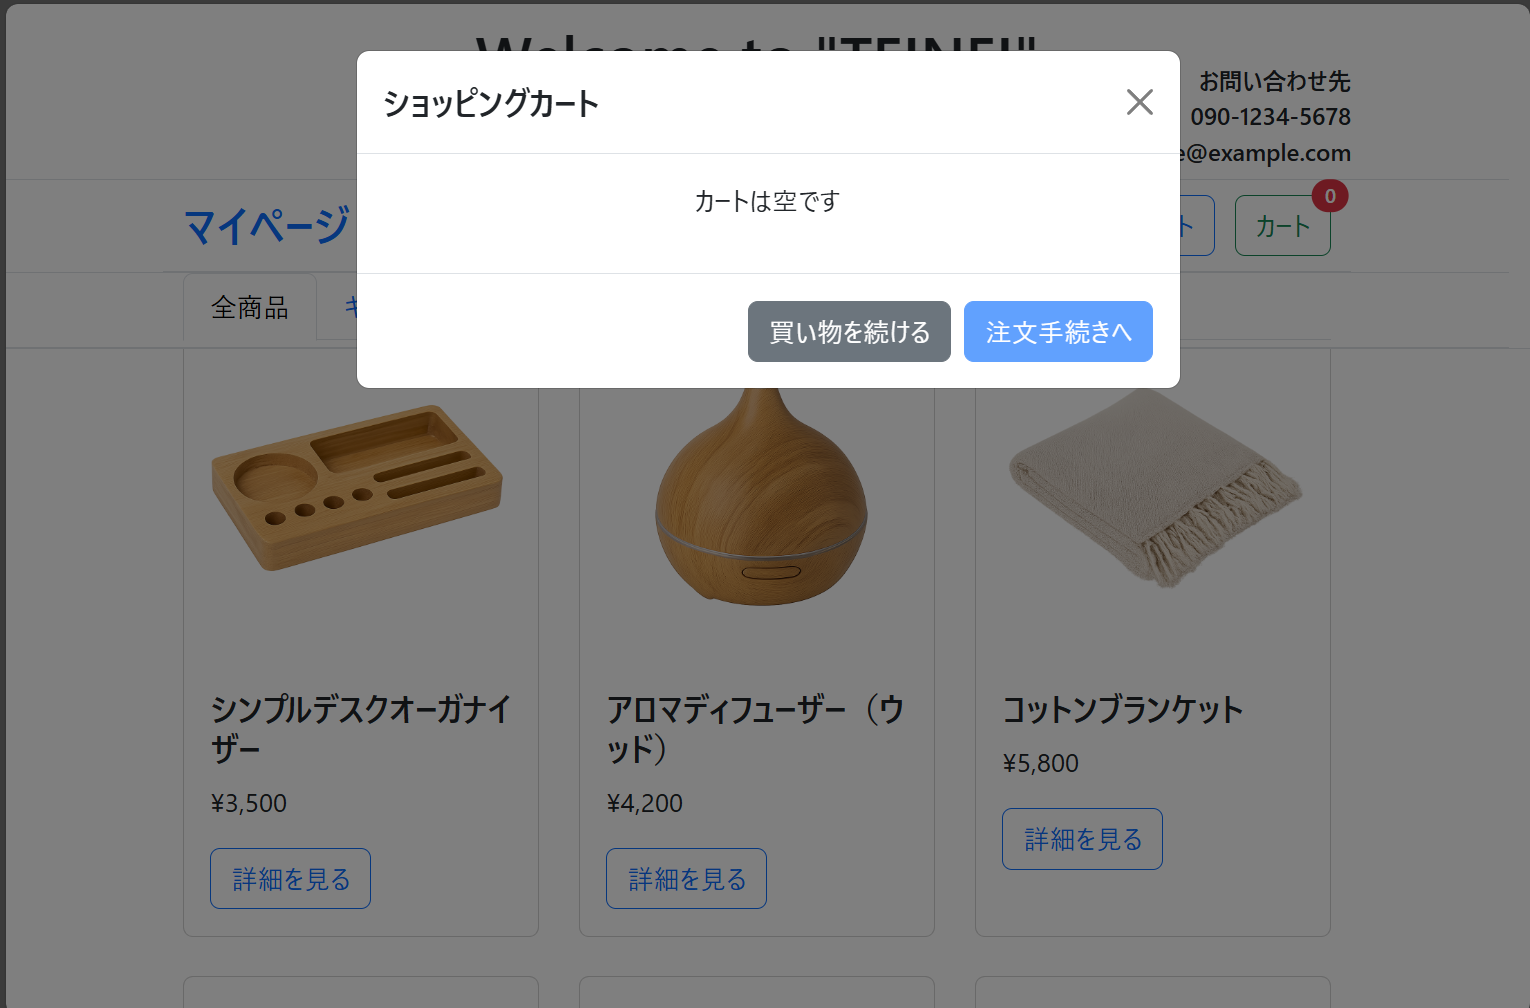 Welcome to "TEINEI"
お問い合わせ先
090-1234-5678
e@example.com
ショッピングカート
カートは空です
マイページ
ト
カート
0
全商品
キ
買い物を続ける
注文手続きへ
シンプルデスクオーガナイ
ザー
¥3,500
詳細を見る
アロマディフューザー（ウ
ッド）
¥4,200
詳細を見る
コットンブランケット
¥5,800
詳細を見る